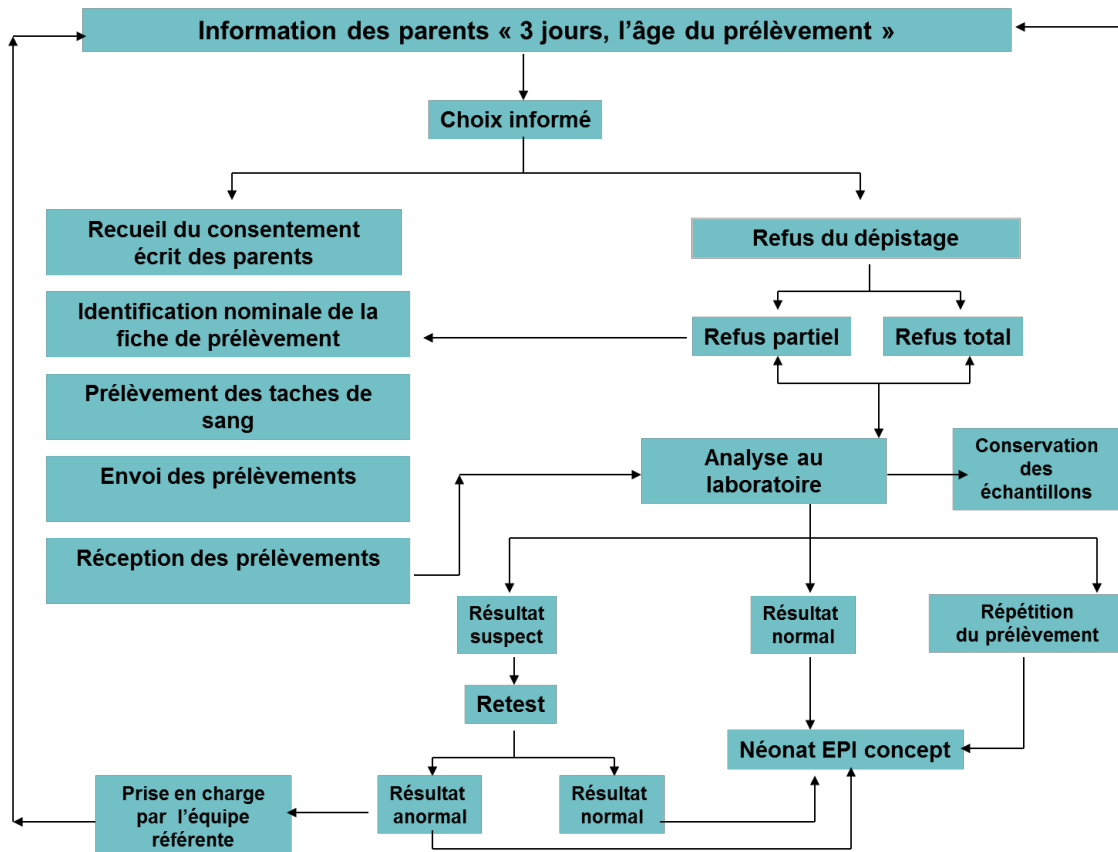 Information des parents « 3 jours, l’âge du prélèvement »
Choix informé
Recueil du consentement
écrit des parents
Refus du dépistage
Identification nominale de la
fiche de prélèvement
Refus partiel
Refus total
Prélèvement des taches de
sang
Analyse au
laboratoire
Conservation
des
échantillons
Envoi des prélèvements
Réception des prélèvements
Résultat
suspect
Résultat
normal
Répétition
du prélèvement
Retest
Néonat EPI concept
Prise en charge
par l’équipe
référente
Résultat
anormal
Résultat
normal